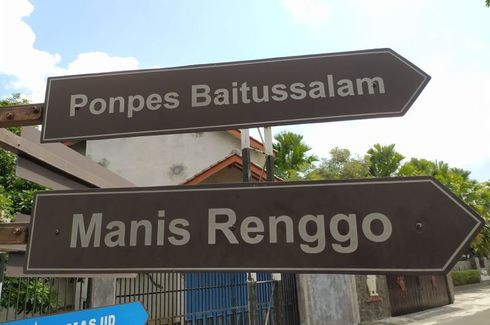 Ponpes Baitussalam
Manis Renggo